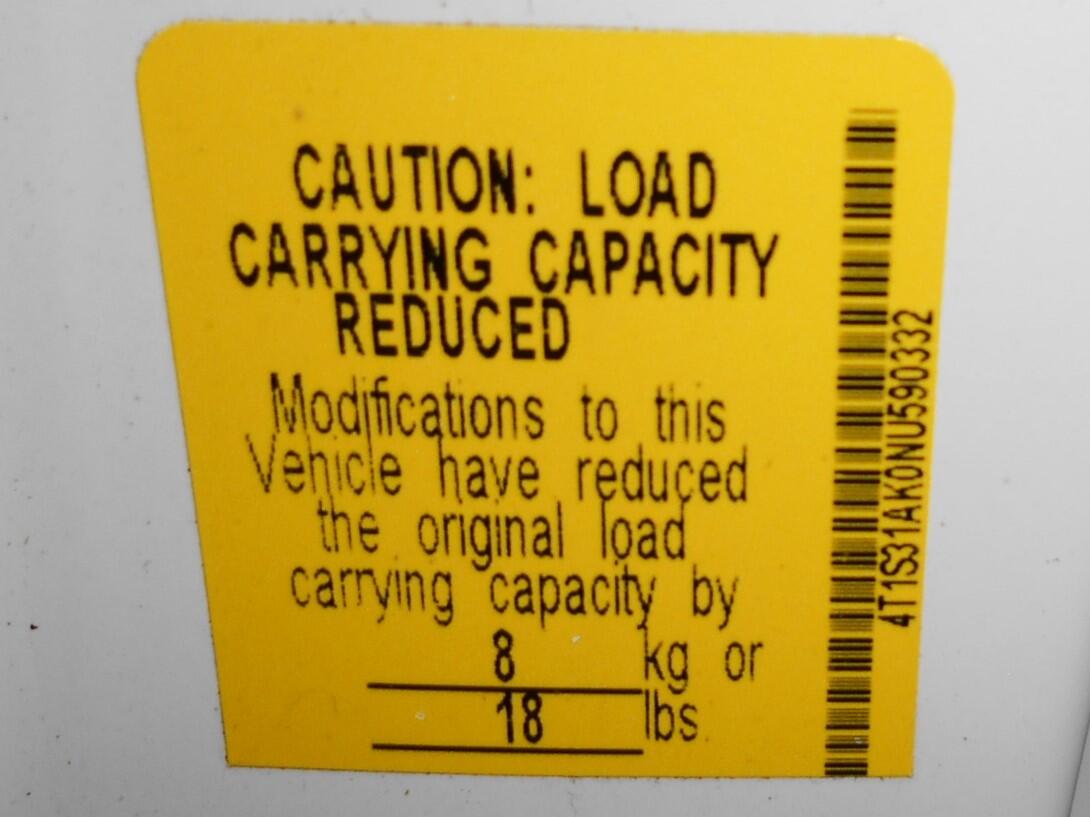 CAUTION: LOAD
CARRYING CAPACITY
REDUCED
Modifications to this
Vehicle have reduced
the original load
carrying capacity by
8 kg or
18 lbs
4T1S31AK0NU590332